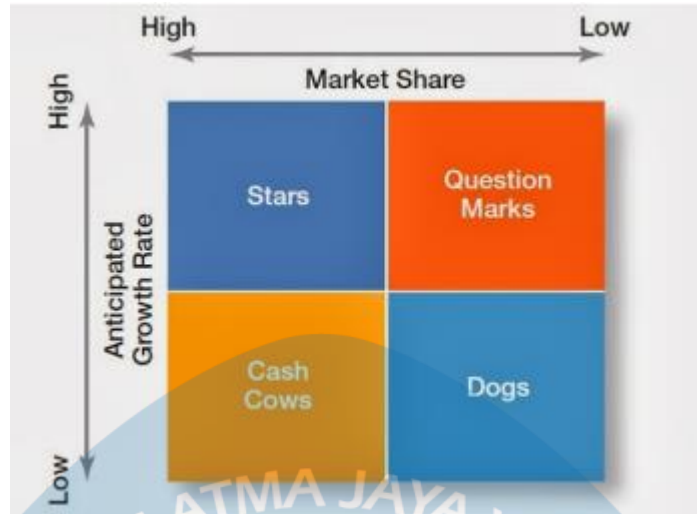 High
Low
Market Share
High
Anticipated
Growth Rate
Low
Stars
Question
Marks
Cash
Cows
Dogs
ATMA JAYA